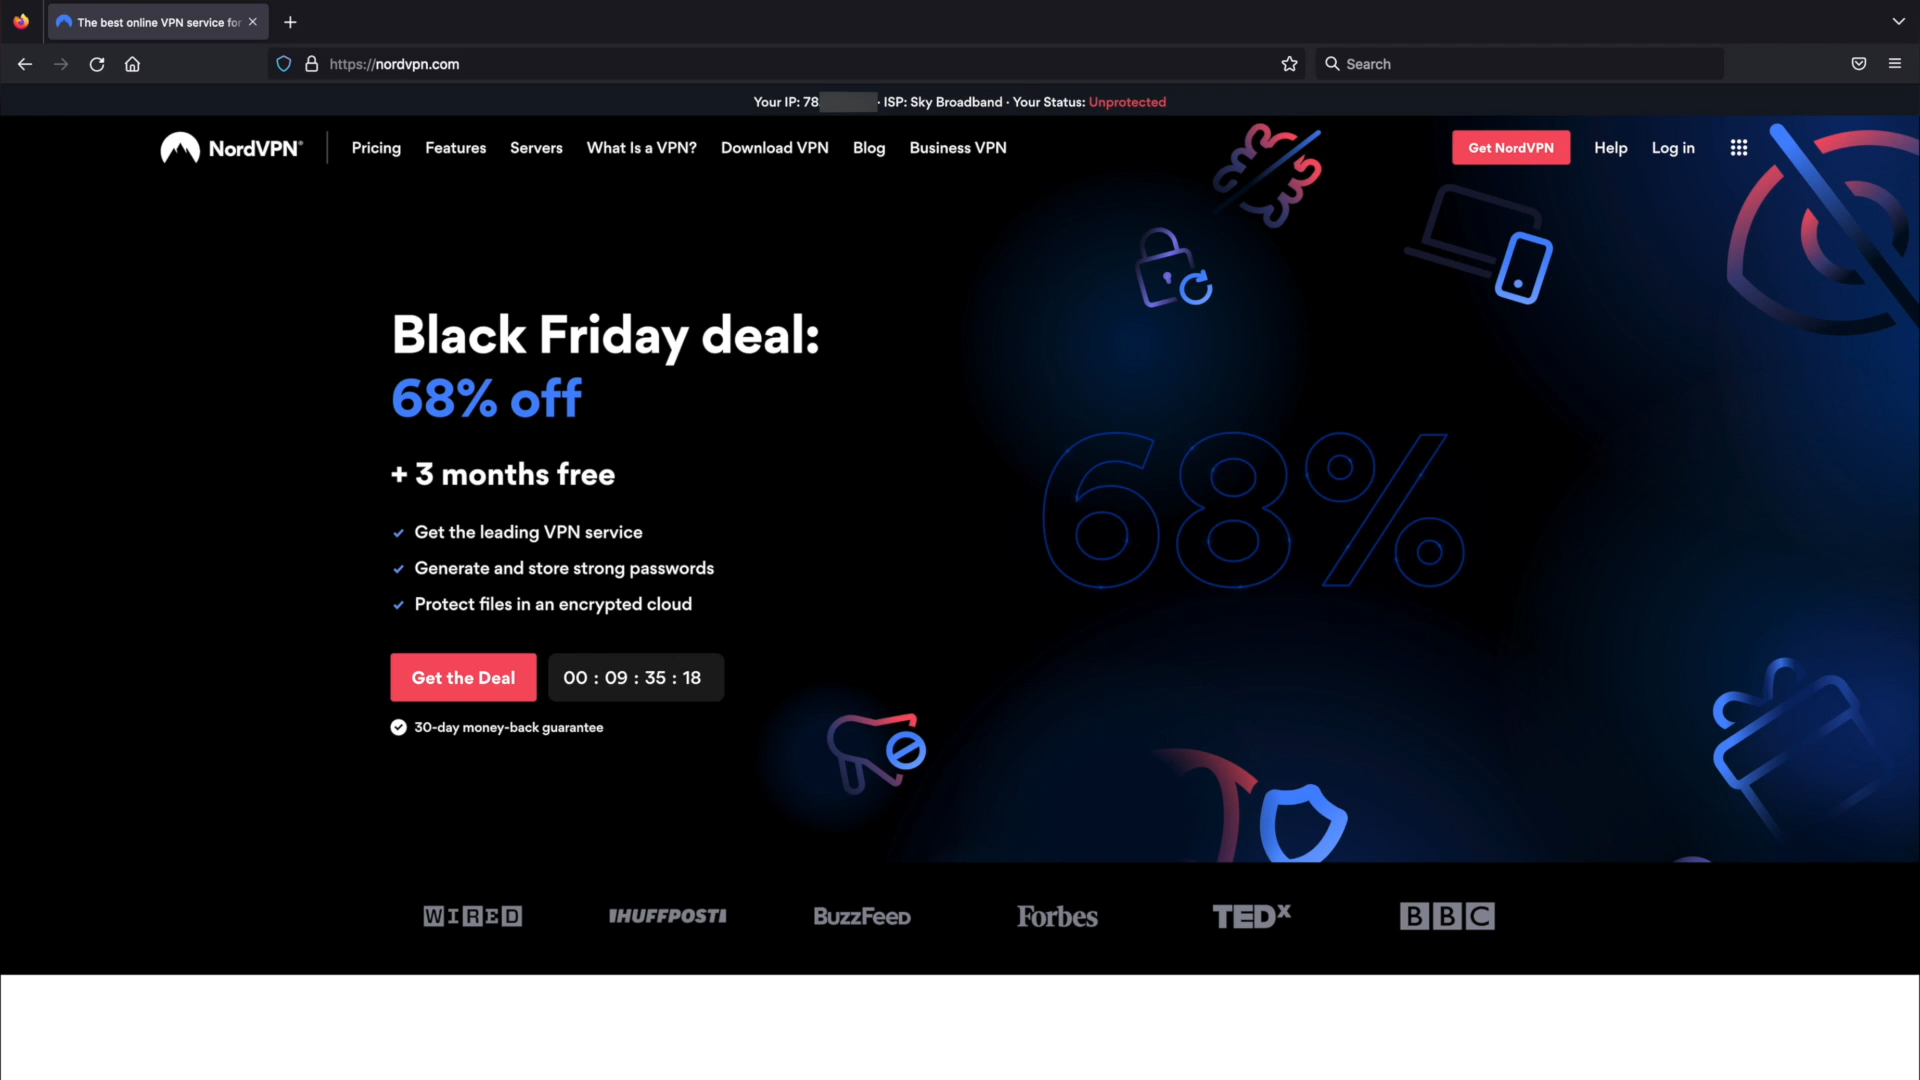 The best online VPN service for
https://nordvpn.com
Search
Your IP: 78 · ISP: Sky Broadband · Your Status: Unprotected
NordVPN® Pricing Features Servers What Is a VPN? Download VPN Blog Business VPN Get NordVPN Help Log in
Black Friday deal:
68% off
+ 3 months free
68%
Get the leading VPN service
Generate and store strong passwords
Protect files in an encrypted cloud
Get the Deal 00 : 09 : 35 : 18
30-day money-back guarantee
WIRED HUFFPOST BuzzFeed Forbes TEDx BBC